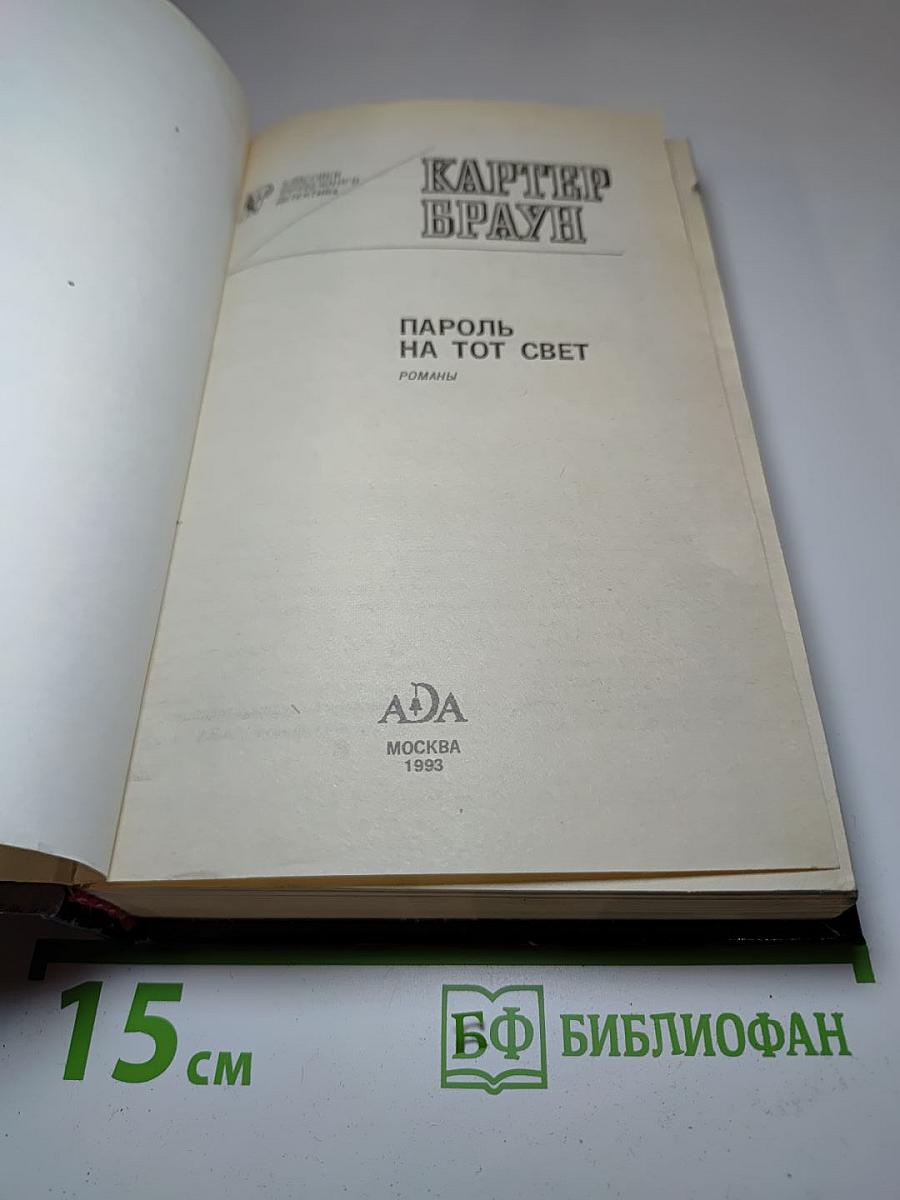 КАРТЕР
БРАУН
ПАРОЛЬ
НА ТОТ СВЕТ
РОМАНЫ
АДА
МОСКВА
1993
15 см
БФ БИБЛИОФАН